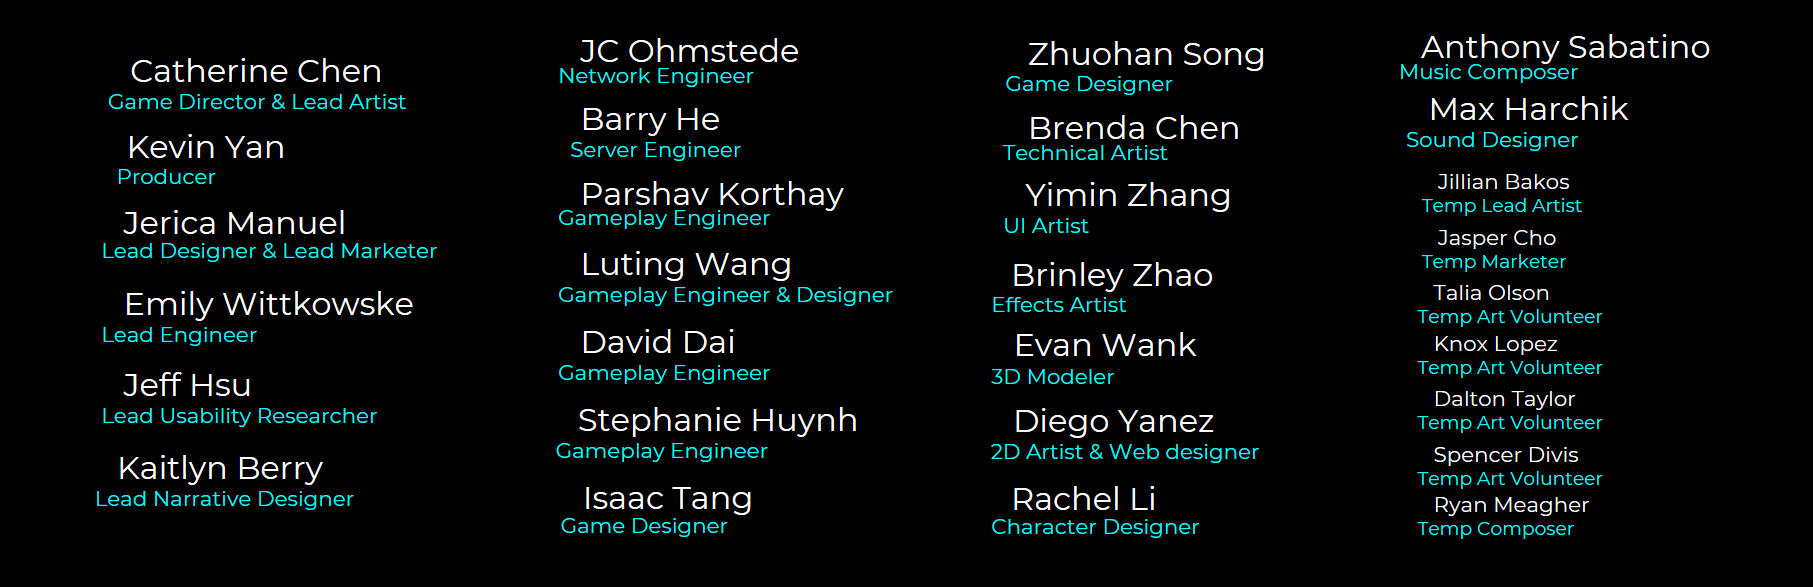 Catherine Chen
Game Director & Lead Artist
Kevin Yan
Producer
Jerica Manuel
Lead Designer & Lead Marketer
Emily Wittkowske
Lead Engineer
Jeff Hsu
Lead Usability Researcher
Kaitlyn Berry
Lead Narrative Designer
JC Ohmstede
Network Engineer
Barry He
Server Engineer
Parshav Korthay
Gameplay Engineer
Luting Wang
Gameplay Engineer & Designer
David Dai
Gameplay Engineer
Stephanie Huynh
Gameplay Engineer
Isaac Tang
Game Designer
Zhuohan Song
Game Designer
Brenda Chen
Technical Artist
Yimin Zhang
UI Artist
Brinley Zhao
Effects Artist
Evan Wank
3D Modeler
Diego Yanez
2D Artist & Web designer
Rachel Li
Character Designer
Anthony Sabatino
Music Composer
Max Harchik
Sound Designer
Jillian Bakos
Temp Lead Artist
Jasper Cho
Temp Marketer
Talia Olson
Temp Art Volunteer
Knox Lopez
Temp Art Volunteer
Dalton Taylor
Temp Art Volunteer
Spencer Divis
Temp Art Volunteer
Ryan Meagher
Temp Composer